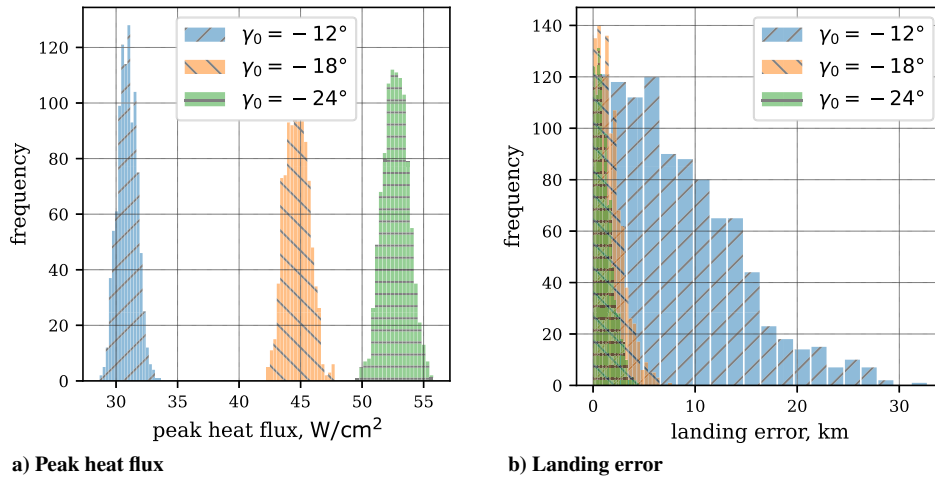 γ₀ = −12°
γ₀ = −18°
γ₀ = −24°
frequency
120
100
80
60
40
20
0
30
35
40
45
50
55
peak heat flux, W/cm²
a) Peak heat flux
γ₀ = −12°
γ₀ = −18°
γ₀ = −24°
frequency
140
120
100
80
60
40
20
0
0
10
20
30
landing error, km
b) Landing error